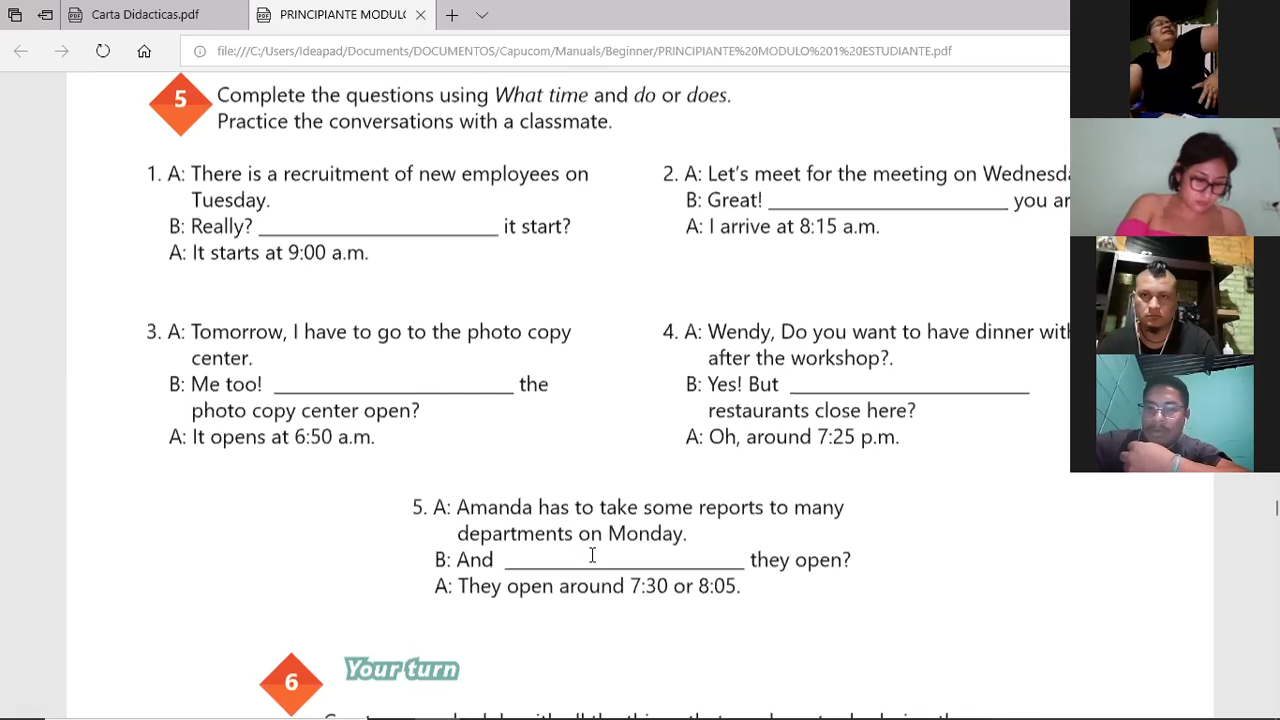 Carta Didacticas.pdf
PRINCIPIANTE MODULO
file:///C:/Users/Ideapad/Documents/DOCUMENTOS/Capucom/Manuals/Beginner/PRINCIPIANTE%20MODULO%201%20ESTUDIANTE.pdf
5 Complete the questions using What time and do or does.
Practice the conversations with a classmate.
1. A: There is a recruitment of new employees on
Tuesday.
B: Really? ______________________ it start?
A: It starts at 9:00 a.m.
2. A: Let's meet for the meeting on Wednesda
B: Great! ______________________ you ar
A: I arrive at 8:15 a.m.
3. A: Tomorrow, I have to go to the photo copy
center.
B: Me too! ______________________ the
photo copy center open?
A: It opens at 6:50 a.m.
4. A: Wendy, Do you want to have dinner with
after the workshop?.
B: Yes! But ______________________
restaurants close here?
A: Oh, around 7:25 p.m.
5. A: Amanda has to take some reports to many
departments on Monday.
B: And ______________________ they open?
A: They open around 7:30 or 8:05.
6 Your turn